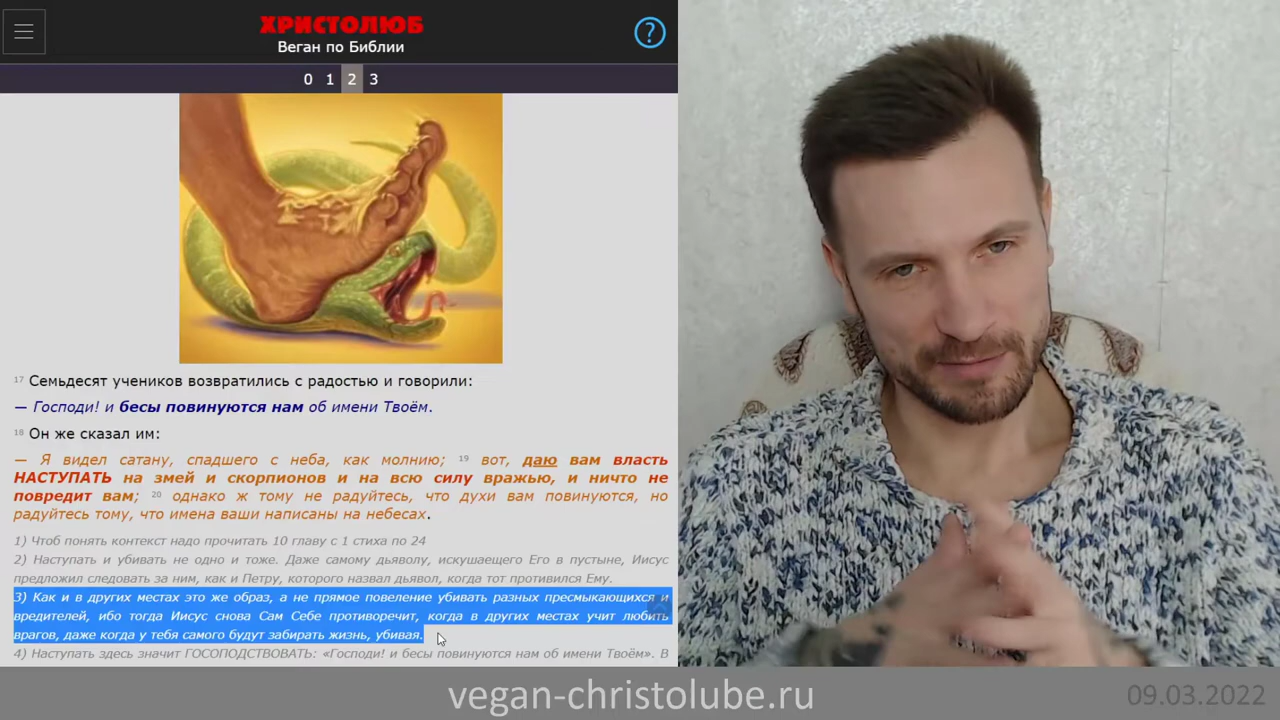 ХРИСТОЛЮБ
Веган по Библии
?
0 1 2 3
17 Семьдесят учеников возвратились с радостью и говорили:
— Господи! и бесы повинуются нам об имени Твоём.
18 Он же сказал им:
— Я видел сатану, спадшего с неба, как молнию; 19 вот, даю вам власть
НАСТУПАТЬ на змей и скорпионов и на всю силу вражью, и ничто не
повредит вам; 20 однако ж тому не радуйтесь, что духи вам повинуются, но
радуйтесь тому, что имена ваши написаны на небесах.
1) Чтоб понять контекст надо прочитать 10 главу с 1 стиха по 24
2) Наступать и убивать не одно и тоже. Даже самому дьяволу, искушаещего Его в пустыне, Иисус
предложил следовать за ним, как и Петру, которого назвал дьявол, когда тот противился Ему.
3) Как и в других местах это же образ, а не прямое повеление убивать разных пресмыкающихся и
вредителей, ибо тогда Иисус снова Сам Себе противоречит, когда в других местах учит любить
врагов, даже когда у тебя самого будут забирать жизнь, убивая.
4) Наступать здесь значит ГОСОПОДСТВОВАТЬ: «Господи! и бесы повинуются нам об имени Твоём». В
vegan-christolube.ru
09.03.2022